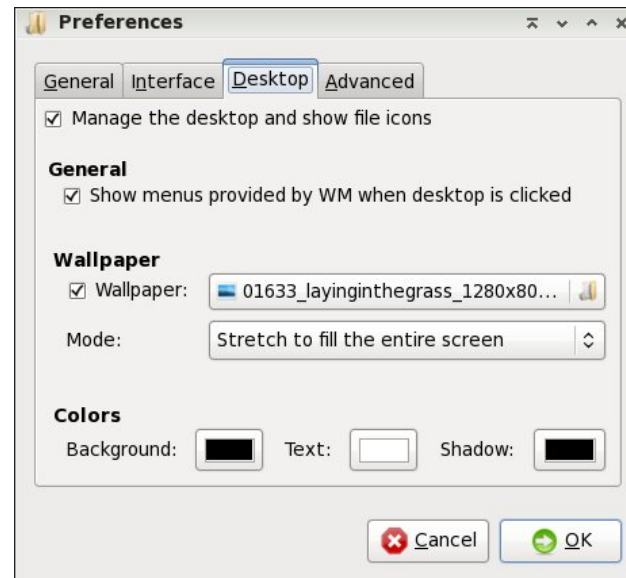 Preferences
General Interface Desktop Advanced
Manage the desktop and show file icons
General
Show menus provided by WM when desktop is clicked
Wallpaper
Wallpaper: 01633_layinginthegrass_1280x80...
Mode: Stretch to fill the entire screen
Colors
Background: Text: Shadow:
Cancel OK